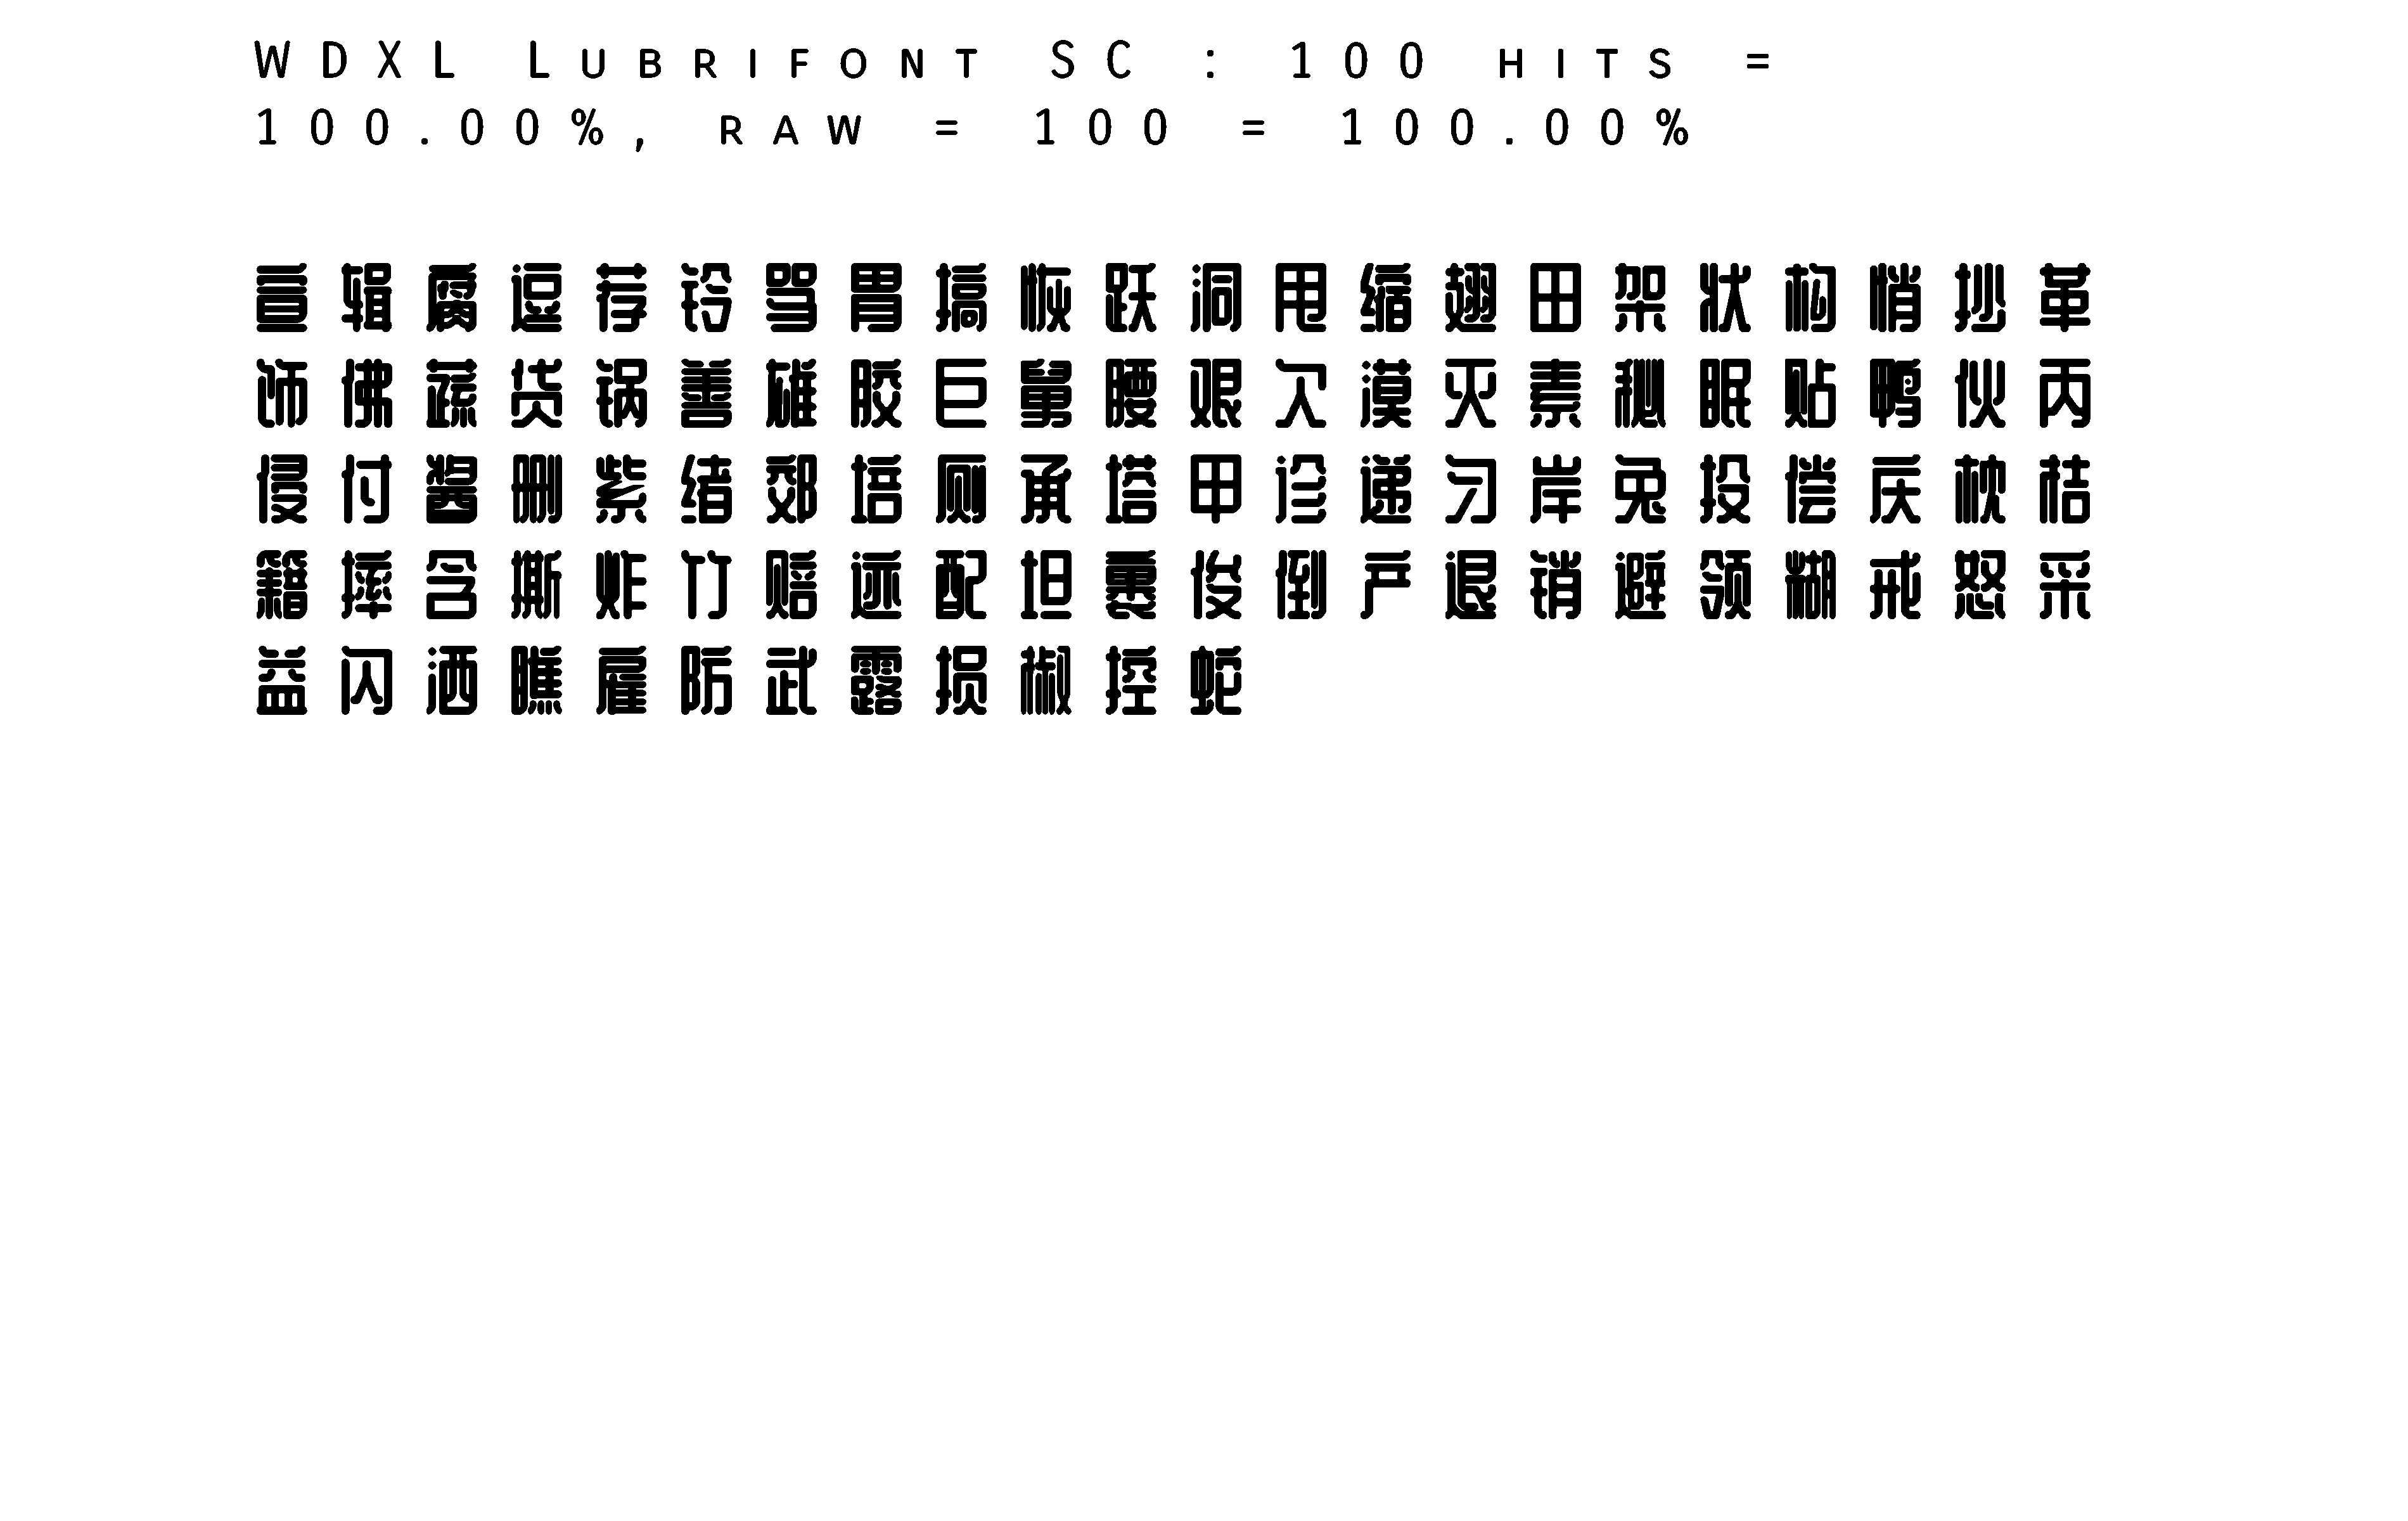 WDXL Lubrifont SC : 100 hits =
100.00%, raw = 100 = 100.00%
宣辑腐逗荐铃骂胃搞恢跃洞甩缩翅田架状构悄抄革
饰佛蔬货锅善雄胶巨舅腰艰欠漠灭素秘眠贴鸭伙丙
侵付酱删紫绪郊培厕承塔甲诊递匀岸兔投偿庆枕桔
籍摔含撕炸竹赔迹配坦裹俊倒产退销避领糊戒怒采
益闪洒瞧雇防武露损椒控蛇